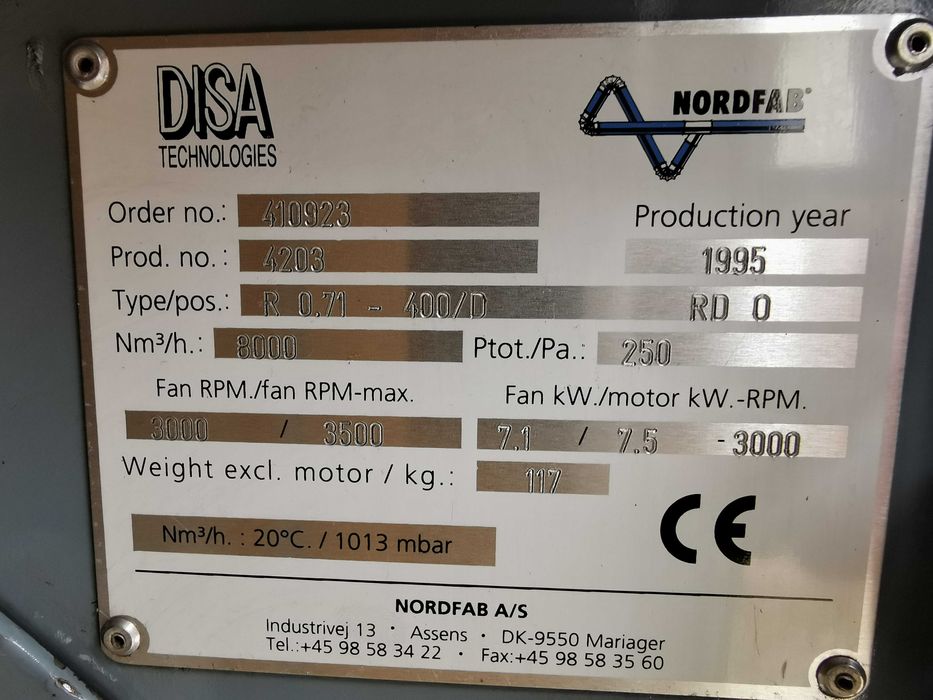 DISA
TECHNOLOGIES
NORDFAB®
Order no.: 410923
Production year
Prod. no.: 4203
1995
Type/pos.: R 0,71 - 400/D RD 0
Nm³/h.: 8000 Ptot./Pa.: 250
Fan RPM./fan RPM-max. Fan kW./motor kW.-RPM.
3000 / 3500 7.1 / 7.5 - 3000
Weight excl. motor / kg.: 117
CE
Nm³/h. : 20°C. / 1013 mbar
NORDFAB A/S
Industrivej 13 · Assens · DK-9550 Mariager
Tel.:+45 98 58 34 22 · Fax:+45 98 58 35 60